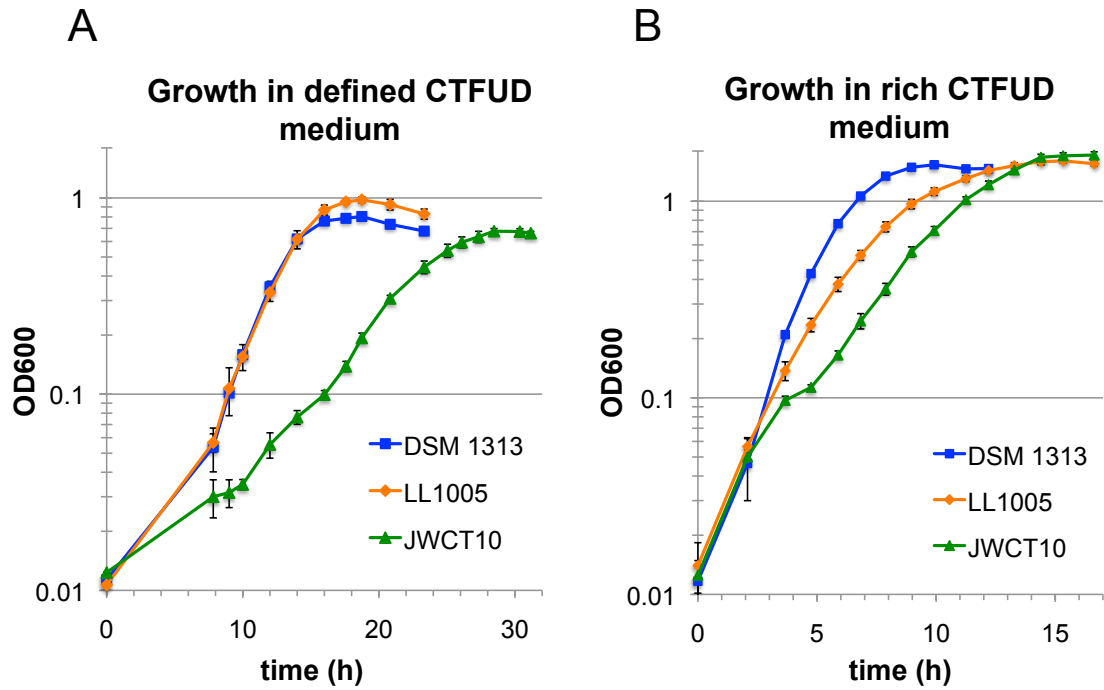 A
Growth in defined CTFUD
medium
OD600
1
0.1
0.01
DSM 1313
LL1005
JWCT10
0 10 20 30
time (h)
B
Growth in rich CTFUD
medium
OD600
1
0.1
0.01
DSM 1313
LL1005
JWCT10
0 5 10 15
time (h)